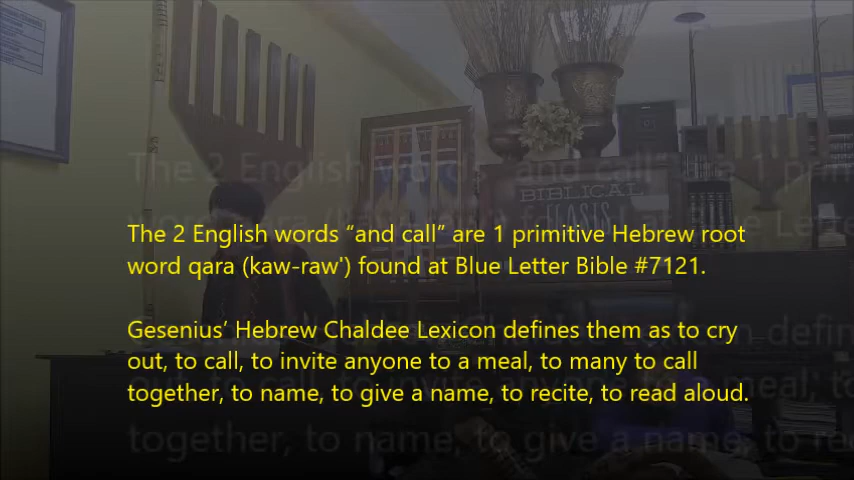 BIBLICAL
OASIS
The 2 English words “and call” are 1 primitive Hebrew root
word qara (kaw-raw') found at Blue Letter Bible #7121.
Gesenius’ Hebrew Chaldee Lexicon defines them as to cry
out, to call, to invite anyone to a meal, to many to call
together, to name, to give a name, to recite, to read aloud.